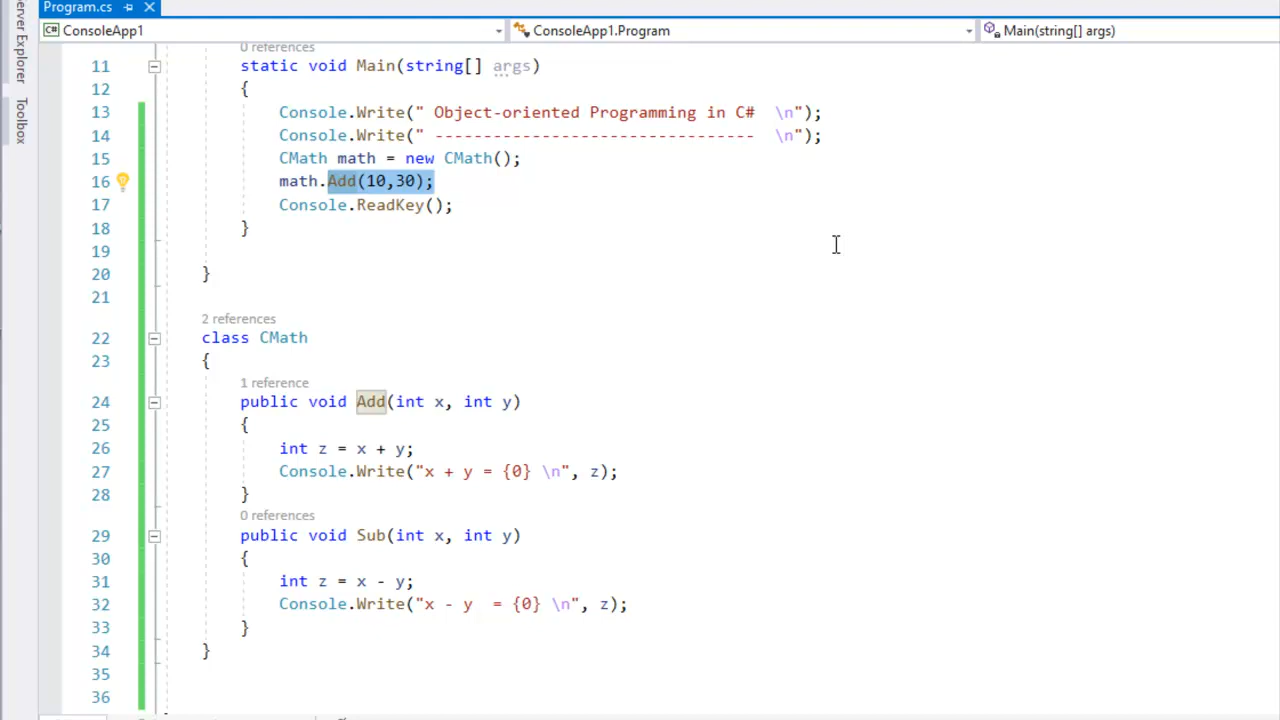 Program.cs
ConsoleApp1 ConsoleApp1.Program Main(string[] args)
Server Explorer
Toolbox
0 references
11 static void Main(string[] args)
12 {
13 Console.Write(" Object-oriented Programming in C#  \n");
14 Console.Write(" ---------------------------------  \n");
15 CMath math = new CMath();
16 math.Add(10,30);
17 Console.ReadKey();
18 }
19
20 }
21
2 references
22 class CMath
23 {
1 reference
24 public void Add(int x, int y)
25 {
26 int z = x + y;
27 Console.Write("x + y = {0} \n", z);
28 }
0 references
29 public void Sub(int x, int y)
30 {
31 int z = x - y;
32 Console.Write("x - y  = {0} \n", z);
33 }
34 }
35
36